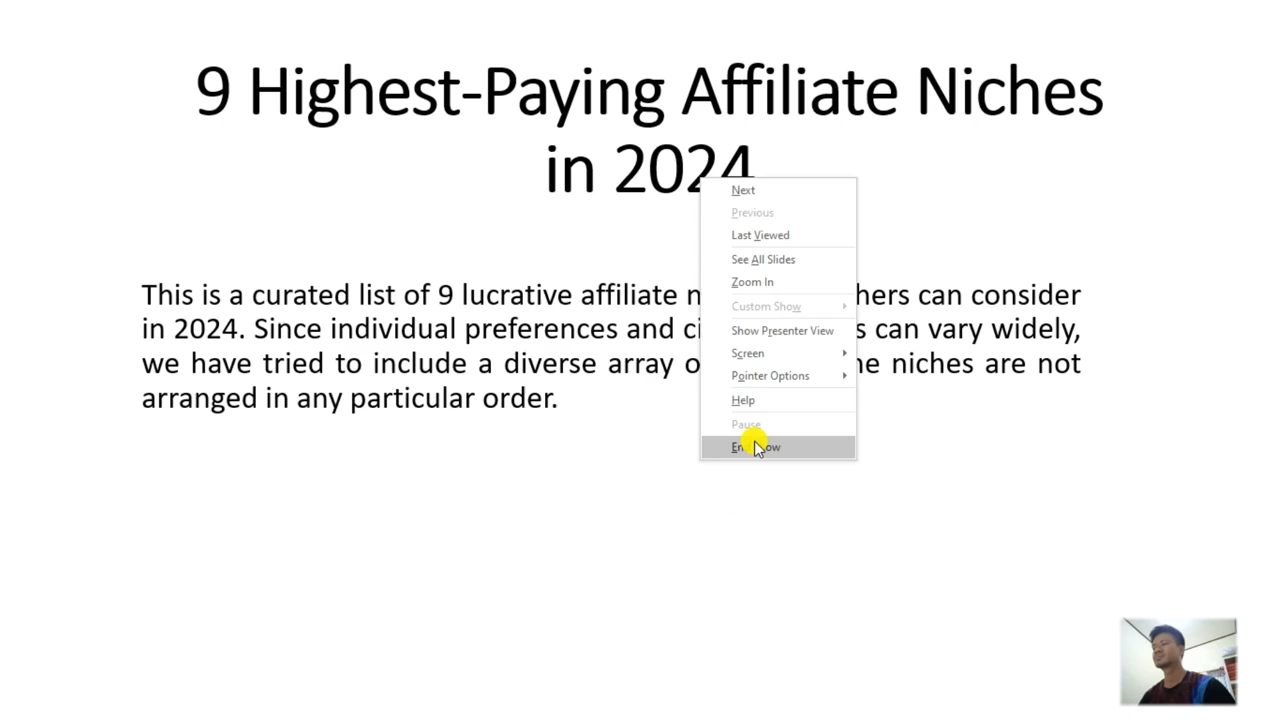 9 Highest-Paying Affiliate Niches
in 2024
This is a curated list of 9 lucrative affiliate n hers can consider
in 2024. Since individual preferences and ci s can vary widely,
we have tried to include a diverse array o he niches are not
arranged in any particular order.
Next
Previous
Last Viewed
See All Slides
Zoom In
Custom Show
Show Presenter View
Screen
Pointer Options
Help
Pause